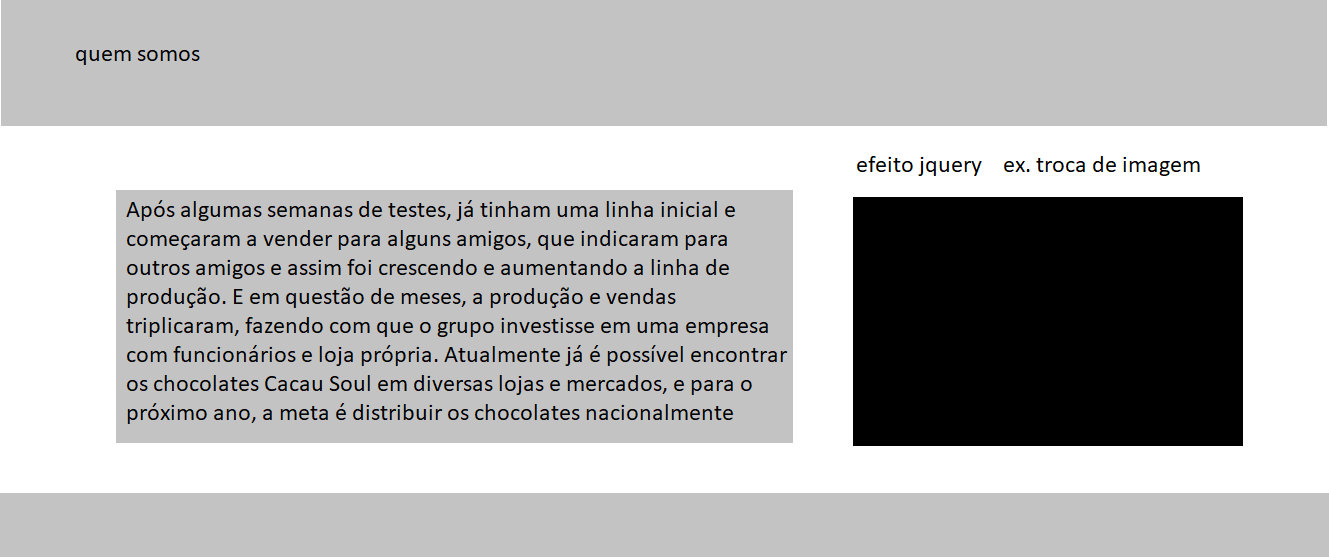 quem somos
efeito jquery ex. troca de imagem
Após algumas semanas de testes, já tinham uma linha inicial e
começaram a vender para alguns amigos, que indicaram para
outros amigos e assim foi crescendo e aumentando a linha de
produção. E em questão de meses, a produção e vendas
triplicaram, fazendo com que o grupo investisse em uma empresa
com funcionários e loja própria. Atualmente já é possível encontrar
os chocolates Cacau Soul em diversas lojas e mercados, e para o
próximo ano, a meta é distribuir os chocolates nacionalmente